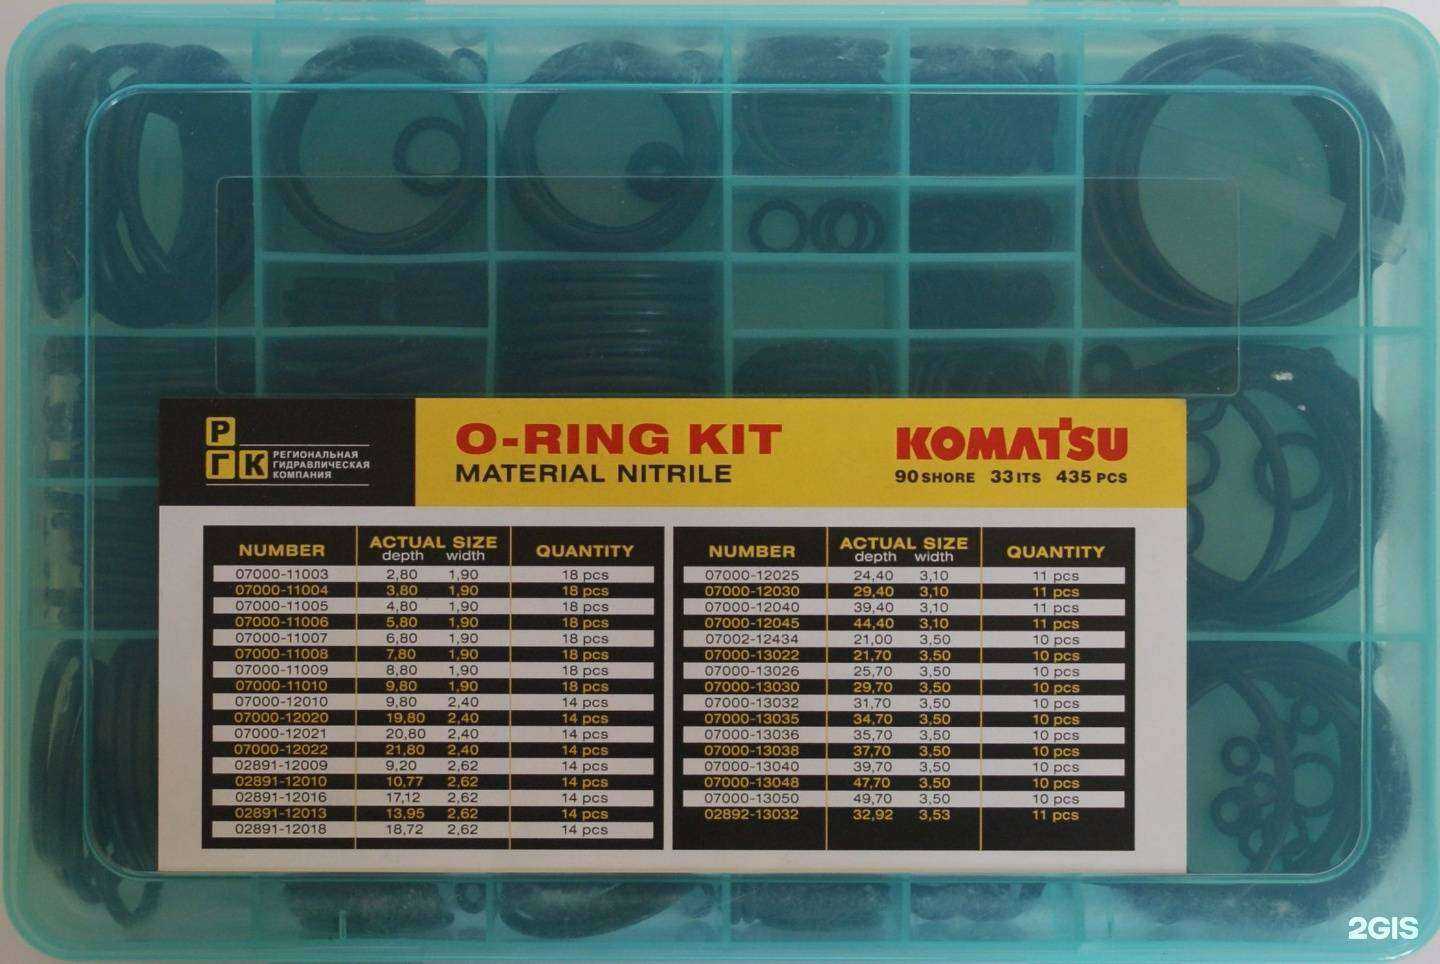 РГК
РЕГИОНАЛЬНАЯ
ГИДРАВЛИЧЕСКАЯ
КОМПАНИЯ
O-RING KIT
MATERIAL NITRILE
KOMATSU
90 SHORE 33 ITS 435 PCS
NUMBER ACTUAL SIZE depth width QUANTITY
07000-11003 2,80 1,90 18 pcs
07000-11004 3,80 1,90 18 pcs
07000-11005 4,80 1,90 18 pcs
07000-11006 5,80 1,90 18 pcs
07000-11007 6,80 1,90 18 pcs
07000-11008 7,80 1,90 18 pcs
07000-11009 8,80 1,90 18 pcs
07000-11010 9,80 1,90 18 pcs
07000-12010 9,80 2,40 14 pcs
07000-12020 19,80 2,40 14 pcs
07000-12021 20,80 2,40 14 pcs
07000-12022 21,80 2,40 14 pcs
02891-12009 9,20 2,62 14 pcs
02891-12010 10,77 2,62 14 pcs
02891-12016 17,12 2,62 14 pcs
02891-12013 13,95 2,62 14 pcs
02891-12018 18,72 2,62 14 pcs
NUMBER ACTUAL SIZE depth width QUANTITY
07000-12025 24,40 3,10 11 pcs
07000-12030 29,40 3,10 11 pcs
07000-12040 39,40 3,10 11 pcs
07000-12045 44,40 3,10 11 pcs
07002-12434 21,00 3,50 10 pcs
07000-13022 21,70 3,50 10 pcs
07000-13026 25,70 3,50 10 pcs
07000-13030 29,70 3,50 10 pcs
07000-13032 31,70 3,50 10 pcs
07000-13035 34,70 3,50 10 pcs
07000-13036 35,70 3,50 10 pcs
07000-13038 37,70 3,50 10 pcs
07000-13040 39,70 3,50 10 pcs
07000-13048 47,70 3,50 10 pcs
07000-13050 49,70 3,50 10 pcs
02892-13032 32,92 3,53 11 pcs
2GIS